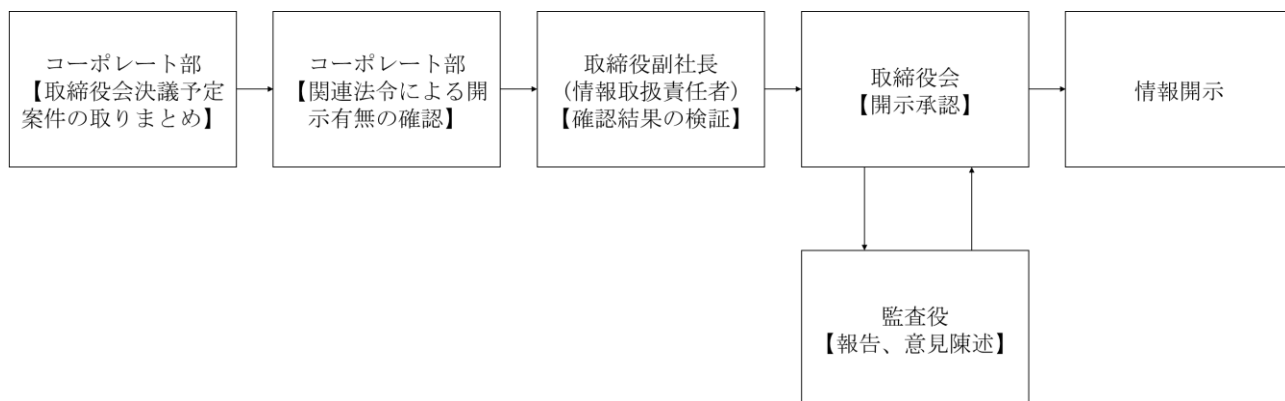 コーポレート部
【取締役会決議予定
案件の取りまとめ】
コーポレート部
【関連法令による開
示有無の確認】
取締役副社長
（情報取扱責任者）
【確認結果の検証】
取締役会
【開示承認】
情報開示
監査役
【報告、意見陳述】